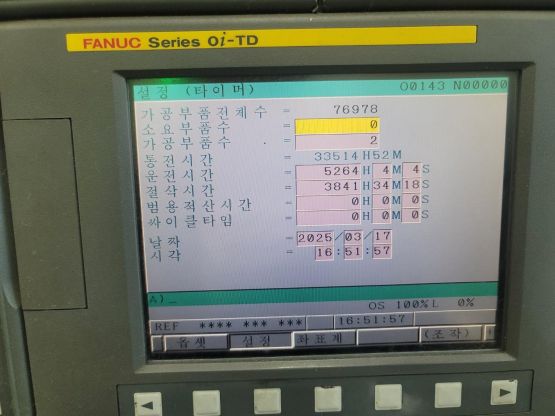 FANUC Series 0i-TD
설정 (타이머) O0143 N00000
가공부품전체수 = 76978
소요부품수 = 0
가공부품수 = 2
통전시간 = 33514H52M
운전시간 = 5264H 4M 4S
절삭시간 = 3841H34M18S
범용적산시간 = 0H 0M 0S
싸이클타임 = 0H 0M 0S
날짜 = 2025/03/17
시각 = 16:51:57
A)_
OS 100% L 0%
REF **** *** *** 16:51:57
옵셋 설정 좌표계 (조작)